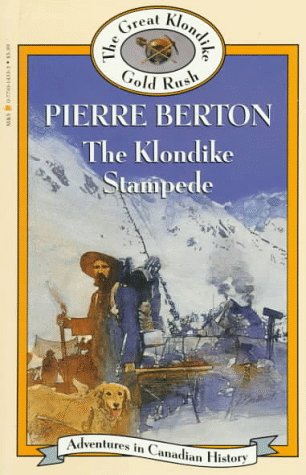 The Great Klondike
Gold Rush
PIERRE BERTON
The Klondike
Stampede
Adventures in Canadian History